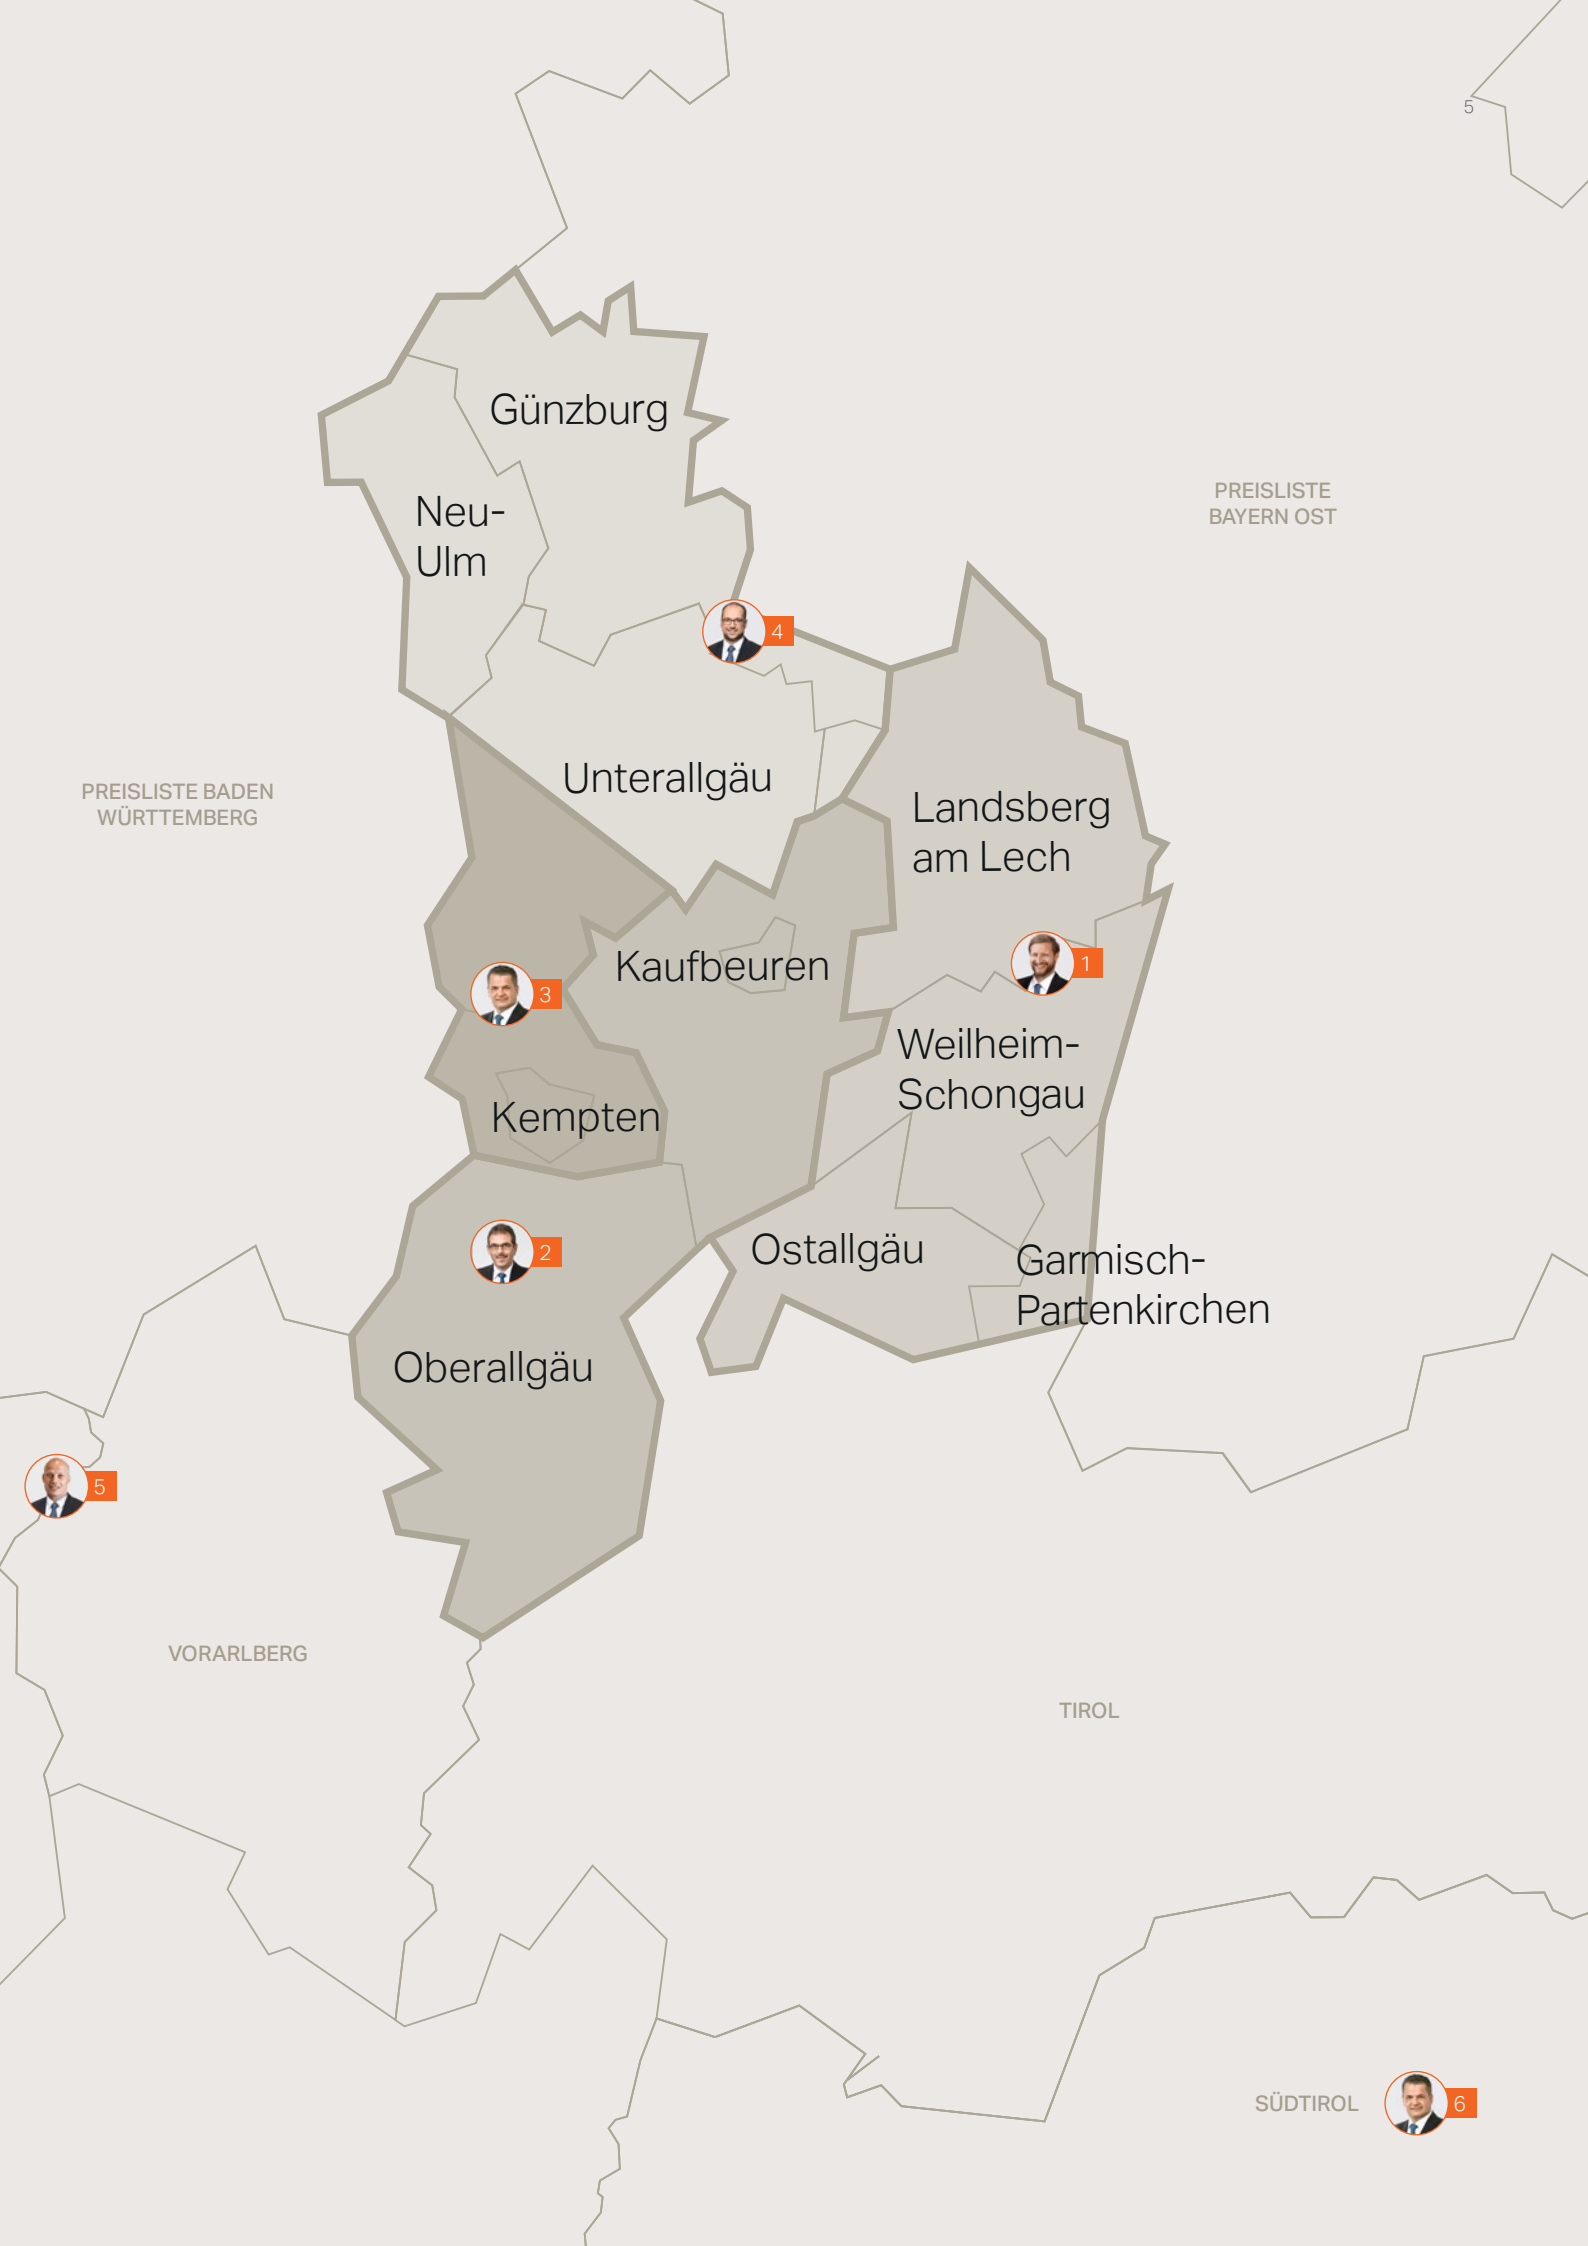 5
Günzburg
Neu-
Ulm
PREISLISTE
BAYERN OST
4
Unterallgäu
PREISLISTE BADEN
WÜRTTEMBERG
Landsberg
am Lech
Kaufbeuren
1
3
Weilheim-
Schongau
Kempten
2
Ostallgäu
Garmisch-
Partenkirchen
Oberallgäu
5
VORARLBERG
TIROL
SÜDTIROL
6